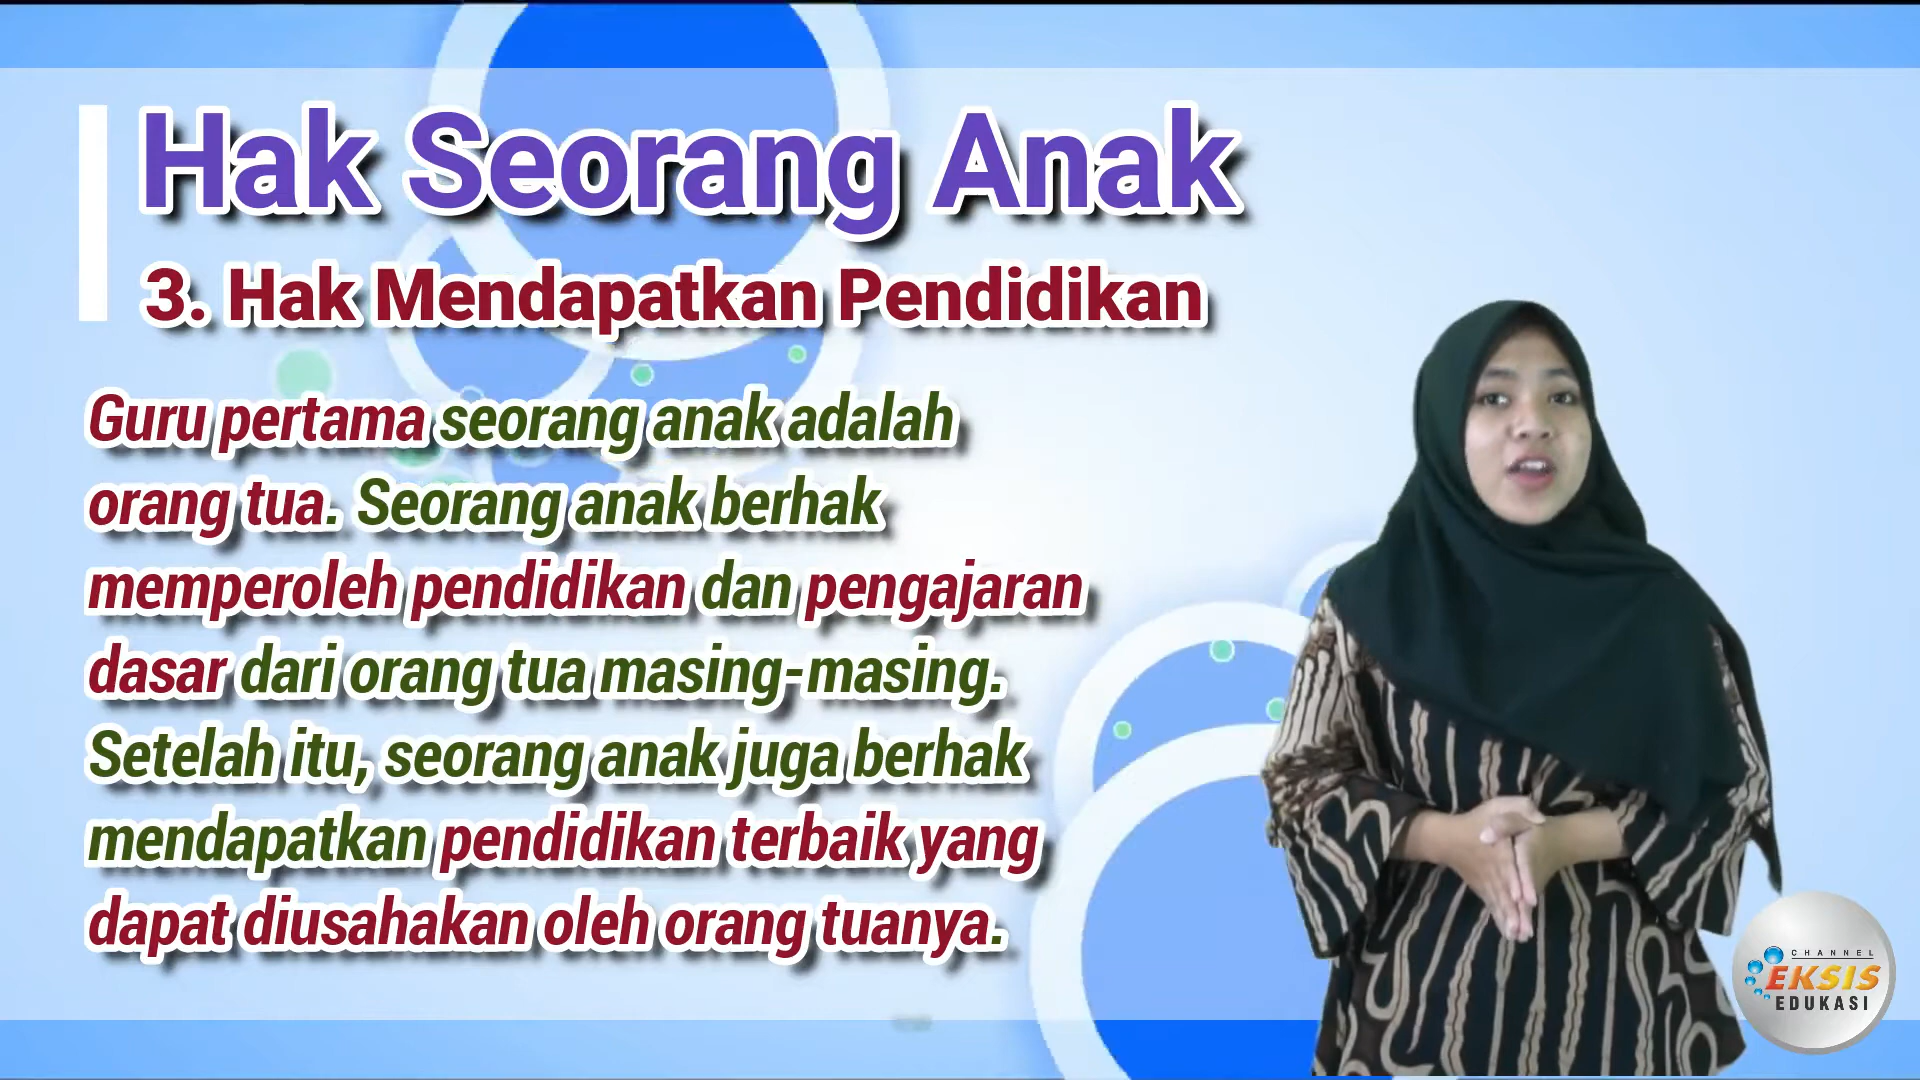 Hak Seorang Anak
3. Hak Mendapatkan Pendidikan
Guru pertama seorang anak adalah
orang tua. Seorang anak berhak
memperoleh pendidikan dan pengajaran
dasar dari orang tua masing-masing.
Setelah itu, seorang anak juga berhak
mendapatkan pendidikan terbaik yang
dapat diusahakan oleh orang tuanya.
CHANNEL
EKSIS
EDUKASI